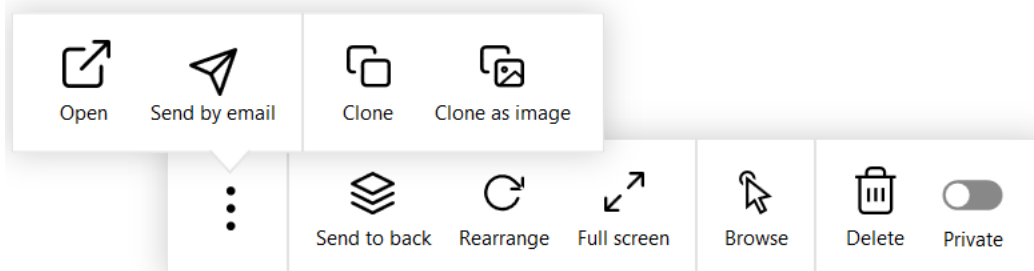 Open
Send by email
Clone
Clone as image
Send to back
Rearrange
Full screen
Browse
Delete
Private